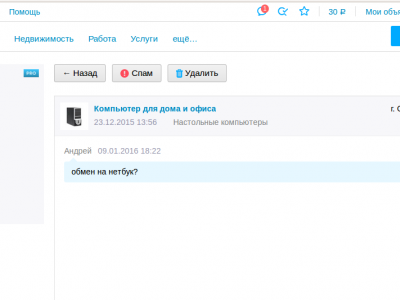 Помощь
1
30 ₽
Мои объя
Недвижимость Работа Услуги ещё...
PRO
← Назад
Спам
Удалить
Компьютер для дома и офиса
г. С
23.12.2015 13:56 Настольные компьютеры
Андрей 09.01.2016 18:22
обмен на нетбук?